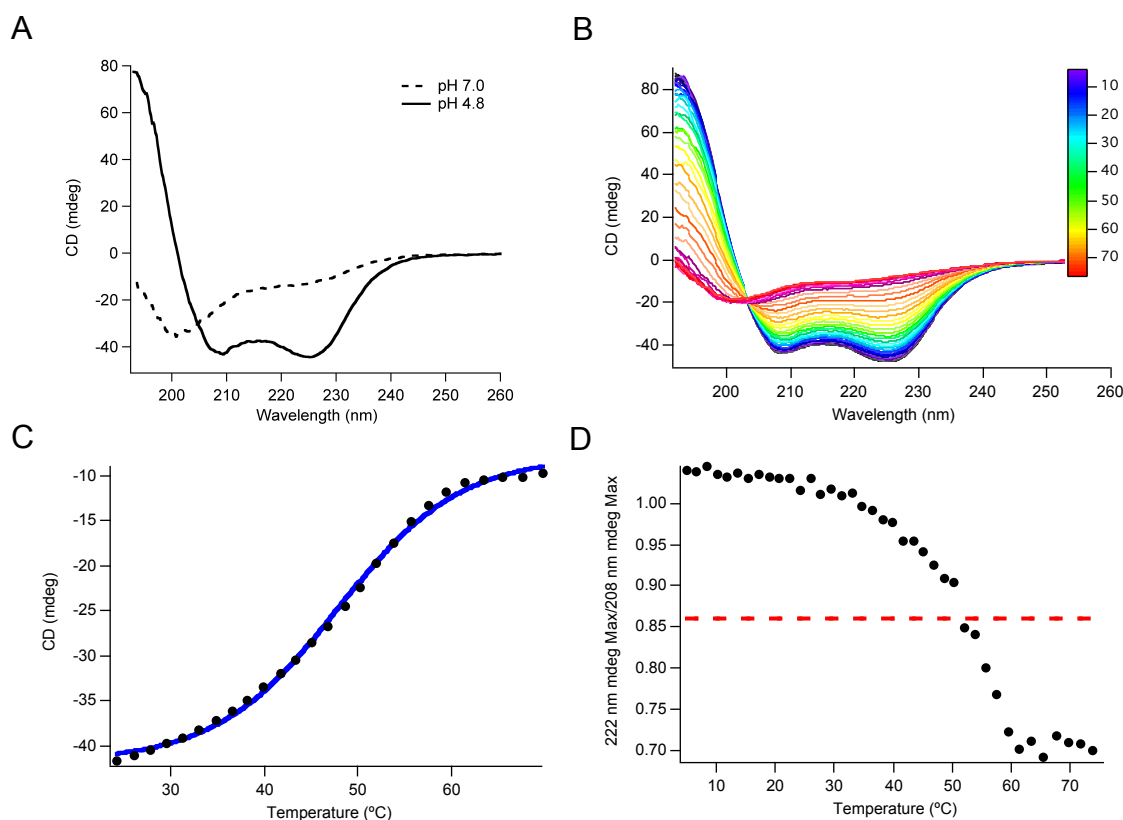 A
80
60
40
20
0
-20
-40
CD (mdeg)
pH 7.0
pH 4.8
200 210 220 230 240 250 260
Wavelength (nm)
B
80
60
40
20
0
-20
-40
CD (mdeg)
10
20
30
40
50
60
70
200 210 220 230 240 250 260
Wavelength (nm)
C
-10
-15
-20
-25
-30
-35
-40
CD (mdeg)
30 40 50 60
Temperature (ºC)
D
1.00
0.95
0.90
0.85
0.80
0.75
0.70
222 nm mdeg Max/208 nm mdeg Max
10 20 30 40 50 60 70
Temperature (ºC)